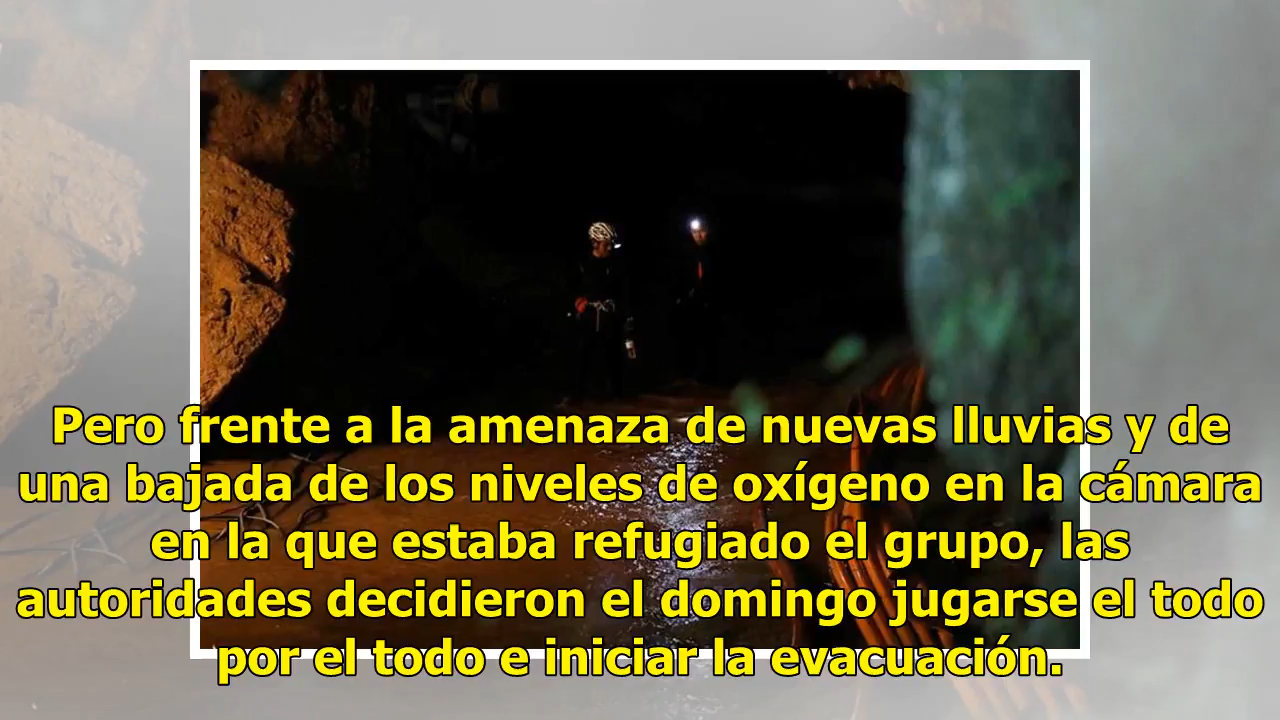 Pero frente a la amenaza de nuevas lluvias y de
una bajada de los niveles de oxígeno en la cámara
en la que estaba refugiado el grupo, las
autoridades decidieron el domingo jugarse el todo
por el todo e iniciar la evacuación.